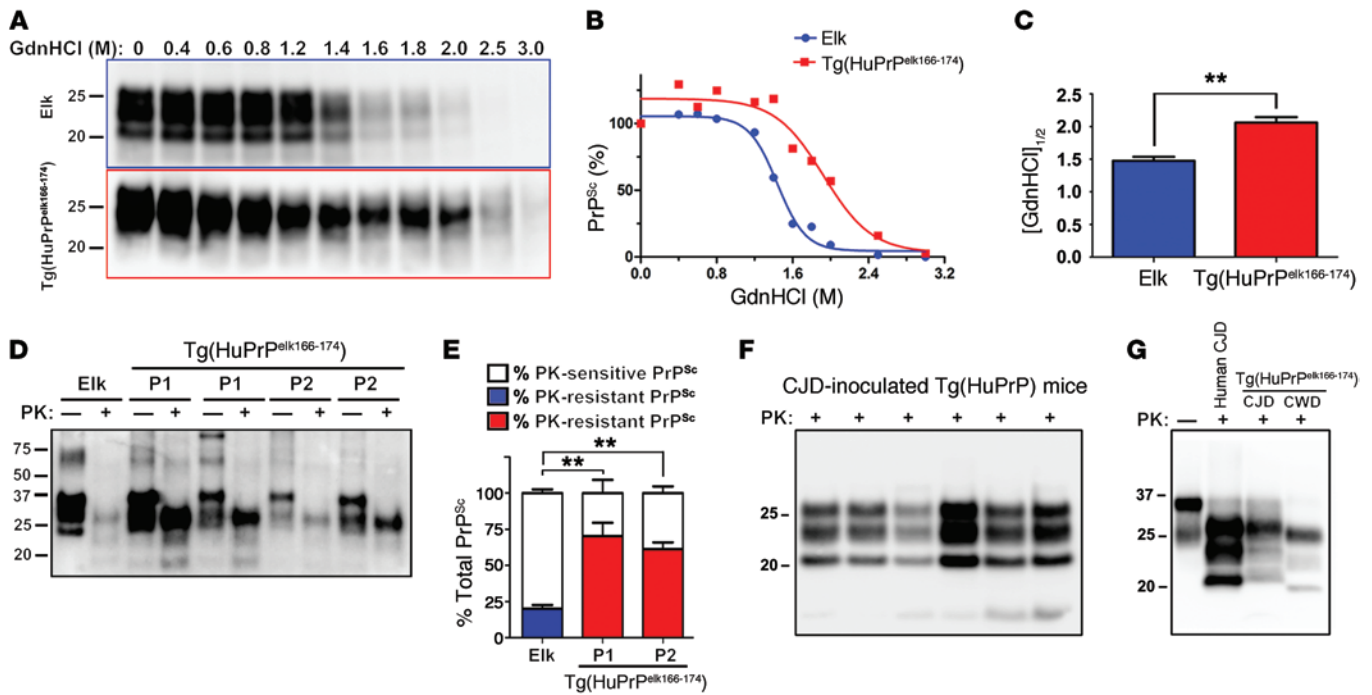 A
GdnHCl (M): 0 0.4 0.6 0.8 1.2 1.4 1.6 1.8 2.0 2.5 3.0
Elk
25
20
Tg(HuPrPelk166-174)
25
20
B
Elk
Tg(HuPrPelk166-174)
PrPSc (%)
100
50
0
0.0 0.8 1.6 2.4 3.2
GdnHCl (M)
C
**
[GdnHCl]1/2
2.5
2.0
1.5
1.0
0.5
0.0
Elk Tg(HuPrPelk166-174)
D
Tg(HuPrPelk166-174)
Elk P1 P1 P2 P2
PK: — + — + — + — + — +
75
50
37
25
20
E
% PK-sensitive PrPSc
% PK-resistant PrPSc
% PK-resistant PrPSc
** **
% Total PrPSc
100
75
50
25
0
Elk P1 P2
Tg(HuPrPelk166-174)
F
CJD-inoculated Tg(HuPrP) mice
PK: + + + + + +
25
20
G
Human CJD
Tg(HuPrPelk166-174)
CJD CWD
PK: — + + +
37
25
20